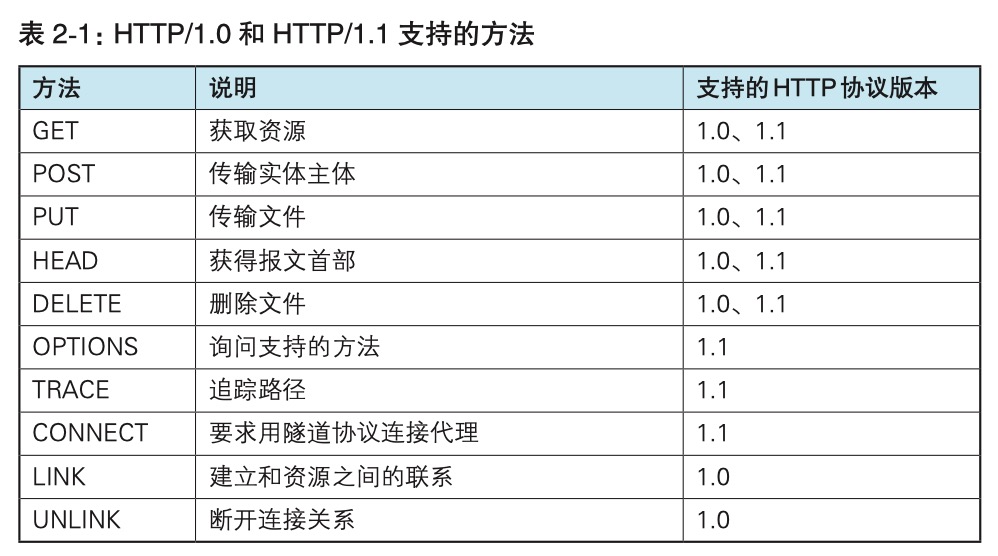 表 2-1：HTTP/1.0 和 HTTP/1.1 支持的方法
方法 说明 支持的HTTP协议版本
GET 获取资源 1.0、1.1
POST 传输实体主体 1.0、1.1
PUT 传输文件 1.0、1.1
HEAD 获得报文首部 1.0、1.1
DELETE 删除文件 1.0、1.1
OPTIONS 询问支持的方法 1.1
TRACE 追踪路径 1.1
CONNECT 要求用隧道协议连接代理 1.1
LINK 建立和资源之间的联系 1.0
UNLINK 断开连接关系 1.0